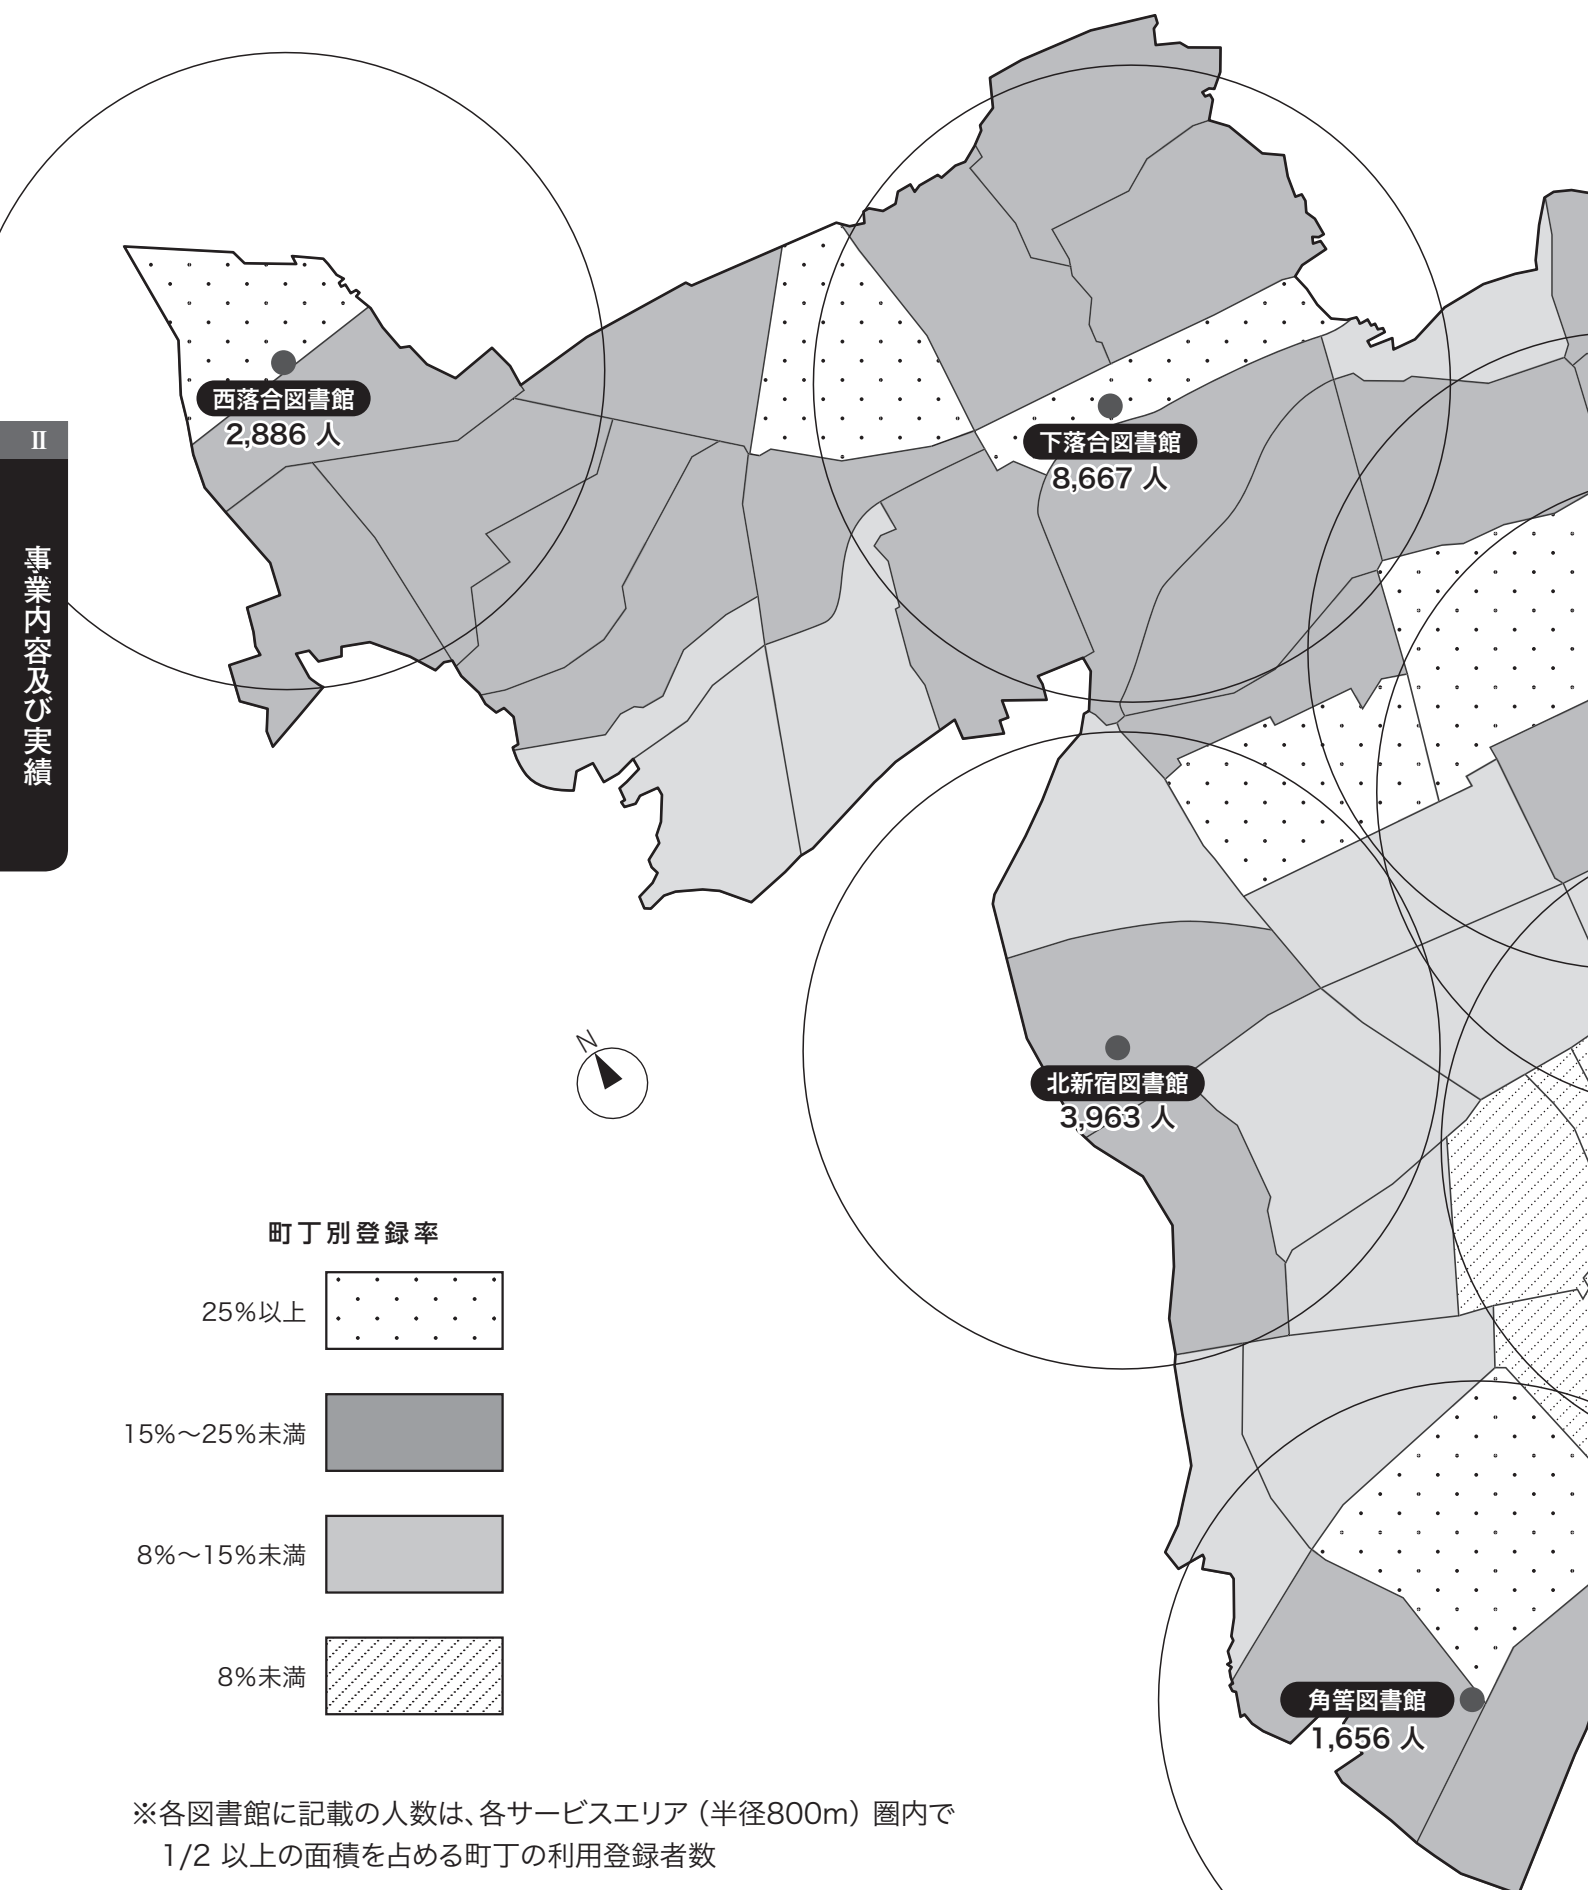 西落合図書館
2,886 人
下落合図書館
8,667 人
II
事業内容及び実績
N
北新宿図書館
3,963 人
町丁別登録率
25%以上
15%～25%未満
8%～15%未満
8%未満
角筈図書館
1,656 人
※各図書館に記載の人数は、各サービスエリア（半径800m）圏内で
1/2 以上の面積を占める町丁の利用登録者数